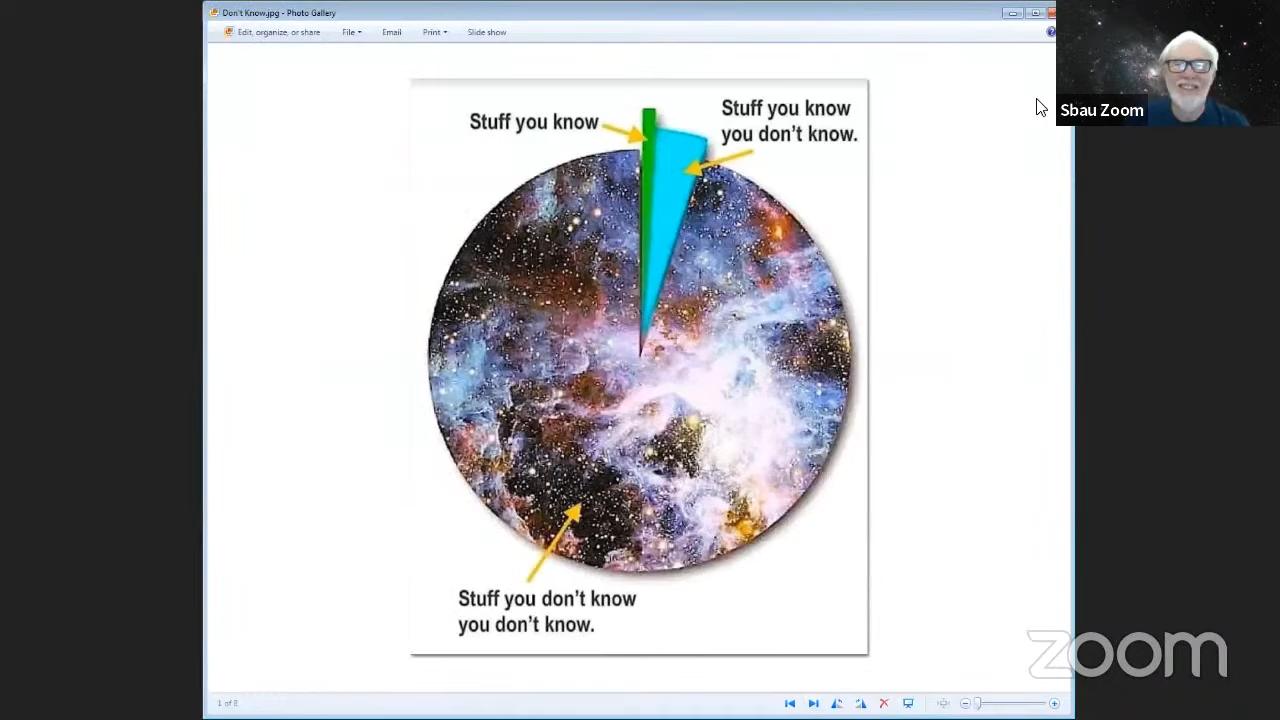 Don't Know.jpg - Photo Gallery
Edit, organize, or share File Email Print Slide show
Stuff you know
Stuff you know
you don't know.
Sbau Zoom
Stuff you don't know
you don't know.
zoom
1 of 8